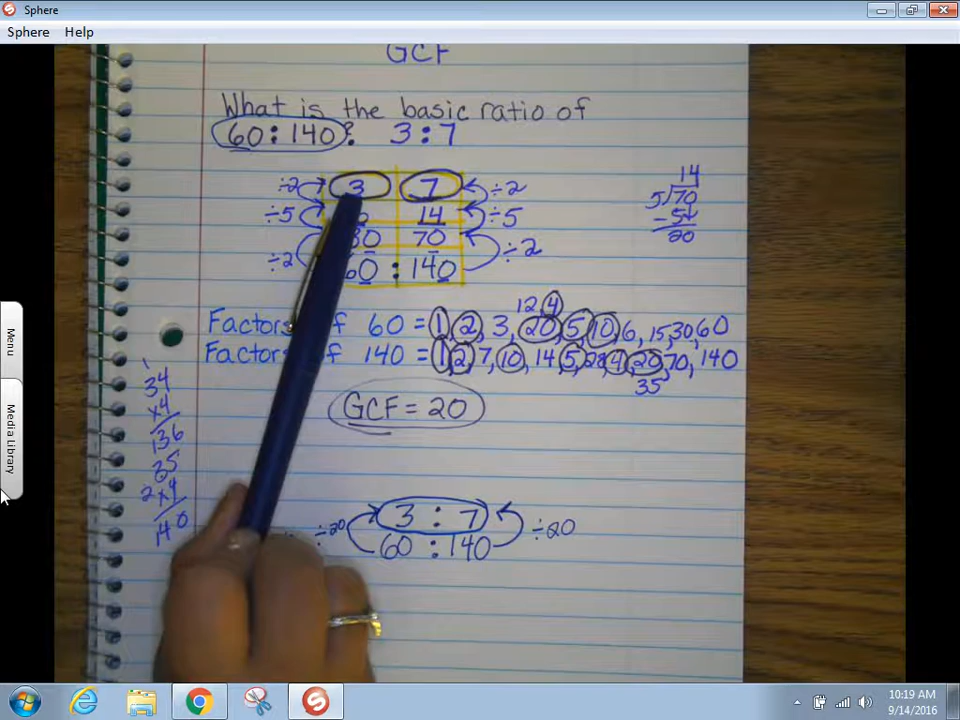 Sphere
Sphere Help
GCF
What is the basic ratio of
60:140? 3:7
÷2 3 7 ÷2
÷5 14 ÷5
÷2 30 70 ÷2
60 : 140
14
5 70
-5↓
20
Factors of 60 = 1, 2, 3, 20, 5, 10, 6, 15, 30, 60
12 4
Factors of 140 = 1, 2, 7, 10, 14, 5, 28, 4, 20, 70, 140
35
34
x4
136
35
x4
140
GCF = 20
÷20 3 : 7 ÷20
60 : 140
Menu
Media Library
10:19 AM
9/14/2016